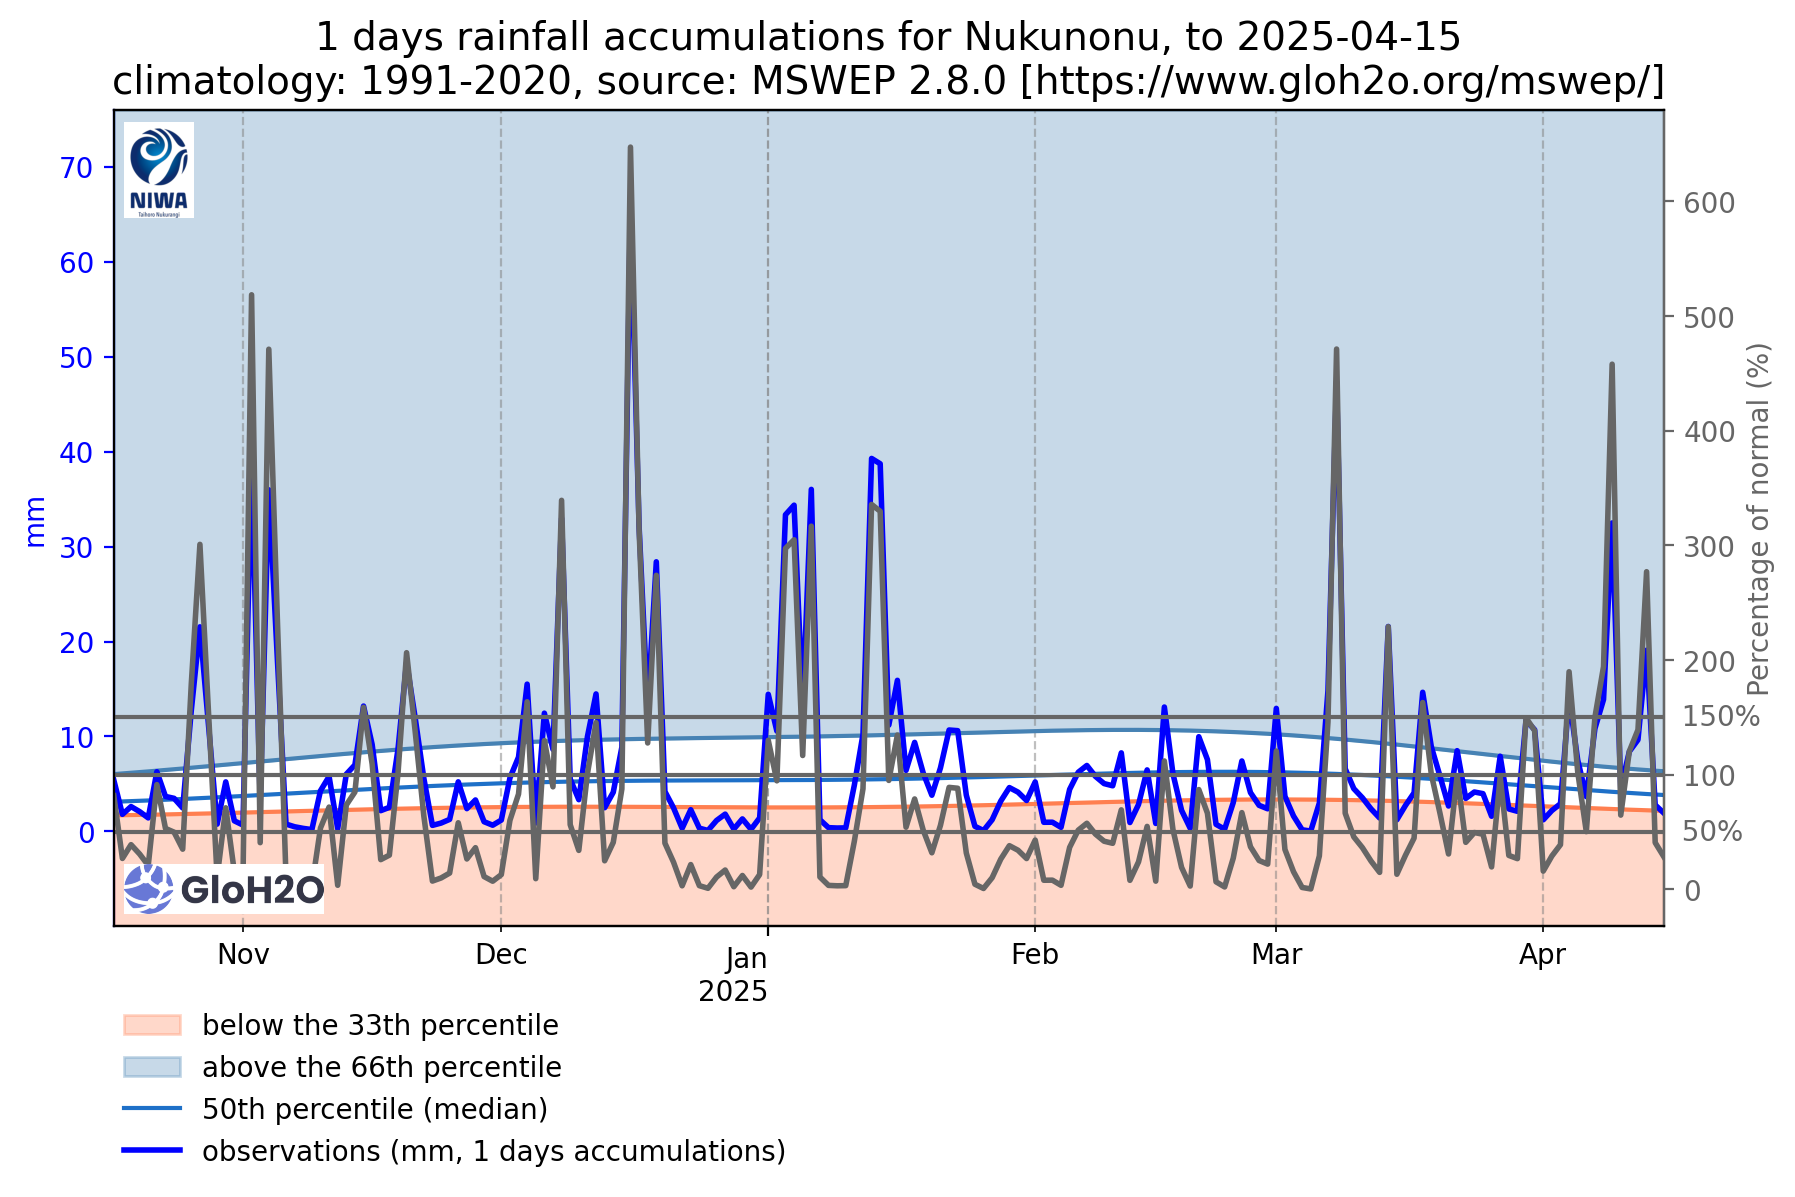 1 days rainfall accumulations for Nukunonu, to 2025-04-15
climatology: 1991-2020, source: MSWEP 2.8.0 [https://www.gloh2o.org/mswep/]
NIWA
Taihoro Nukurangi
70
60
50
40
30
20
10
0
mm
600
500
400
300
200
150%
100
50%
0
Percentage of normal (%)
GloH2O
Nov
Dec
Jan
2025
Feb
Mar
Apr
below the 33th percentile
above the 66th percentile
50th percentile (median)
observations (mm, 1 days accumulations)